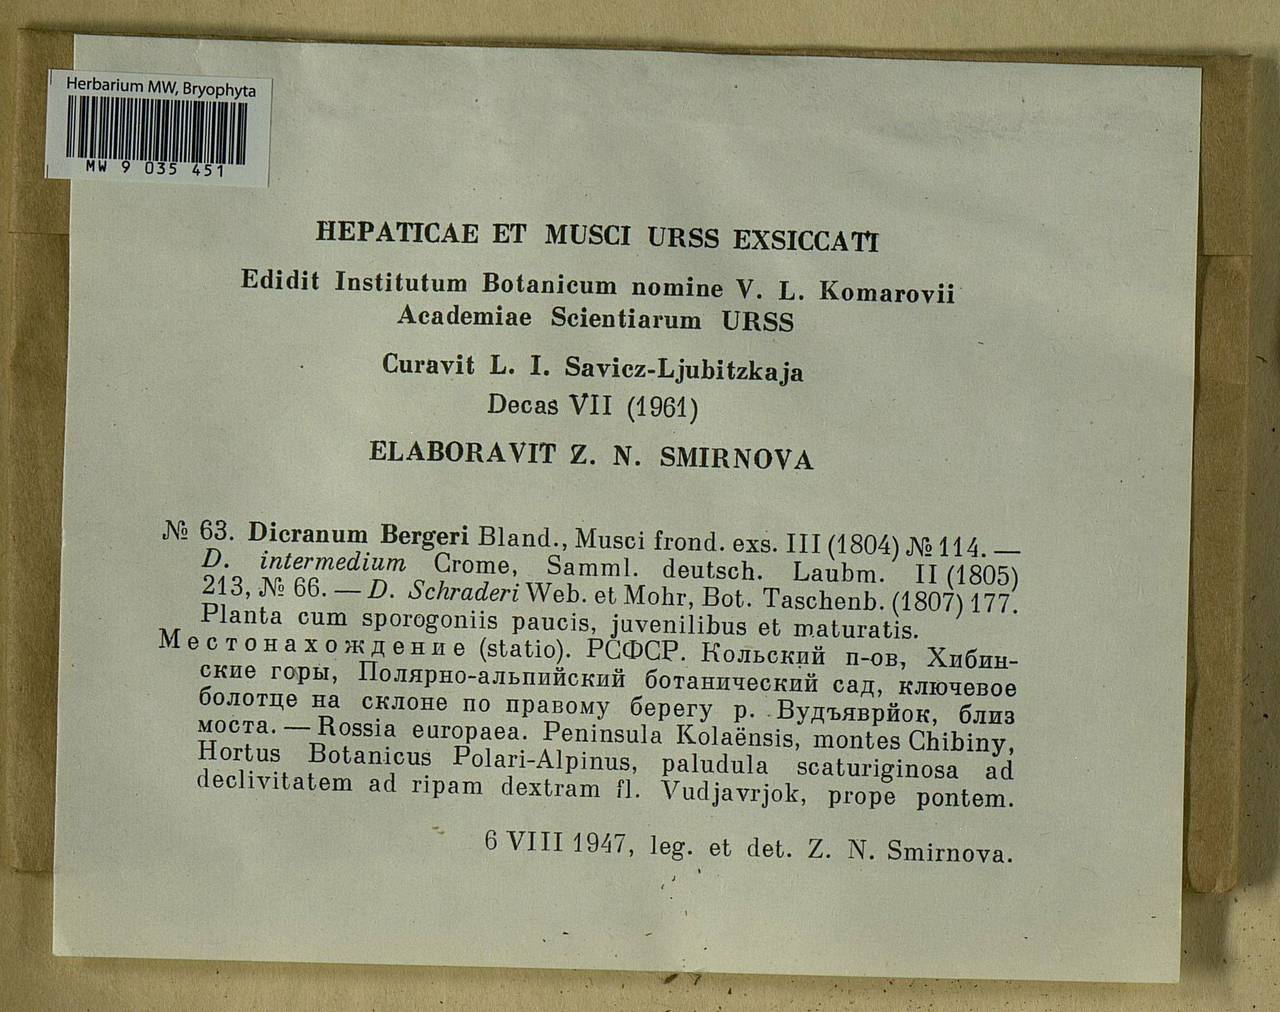 Herbarium MW, Bryophyta
MW 9 035 451
HEPATICAE ET MUSCI URSS EXSICCATI
Edidit Institutum Botanicum nomine V. L. Komarovii
Academiae Scientiarum URSS
Curavit L. I. Savicz-Ljubitzkaja
Decas VII (1961)
ELABORAVIT Z. N. SMIRNOVA
№ 63. Dicranum Bergeri Bland., Musci frond. exs. III (1804) № 114. —
D. intermedium Crome, Samml. deutsch. Laubm. II (1805)
213, № 66. — D. Schraderi Web. et Mohr, Bot. Taschenb. (1807) 177.
Planta cum sporogoniis paucis, juvenilibus et maturatis.
Местонахождение (statio). РСФСР. Кольский п-ов, Хибин-
ские горы, Полярно-альпийский ботанический сад, ключевое
болотце на склоне по правому берегу р. Вудъяврйок, близ
моста. — Rossia europaea. Peninsula Kolaënsis, montes Chibiny,
Hortus Botanicus Polari-Alpinus, paludula scaturiginosa ad
declivitatem ad ripam dextram fl. Vudjavrjok, prope pontem.
6 VIII 1947, leg. et det. Z. N. Smirnova.